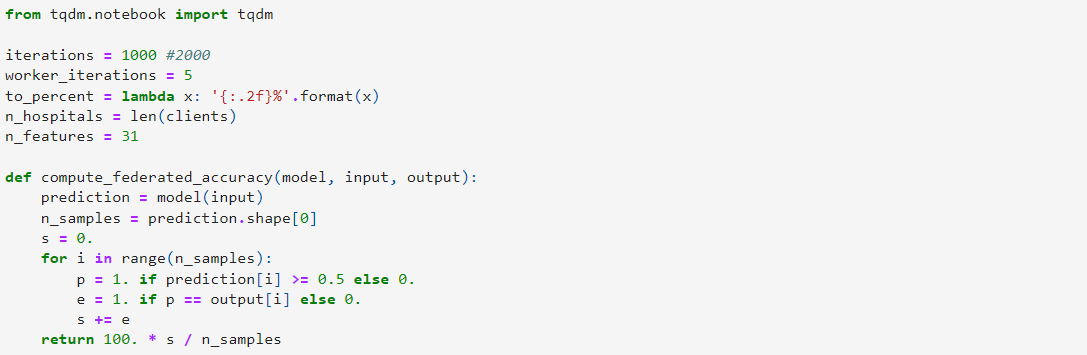 from tqdm.notebook import tqdm

iterations = 1000 #2000
worker_iterations = 5
to_percent = lambda x: '{:.2f}%'.format(x)
n_hospitals = len(clients)
n_features = 31

def compute_federated_accuracy(model, input, output):
    prediction = model(input)
    n_samples = prediction.shape[0]
    s = 0.
    for i in range(n_samples):
        p = 1. if prediction[i] >= 0.5 else 0.
        e = 1. if p == output[i] else 0.
        s += e
    return 100. * s / n_samples